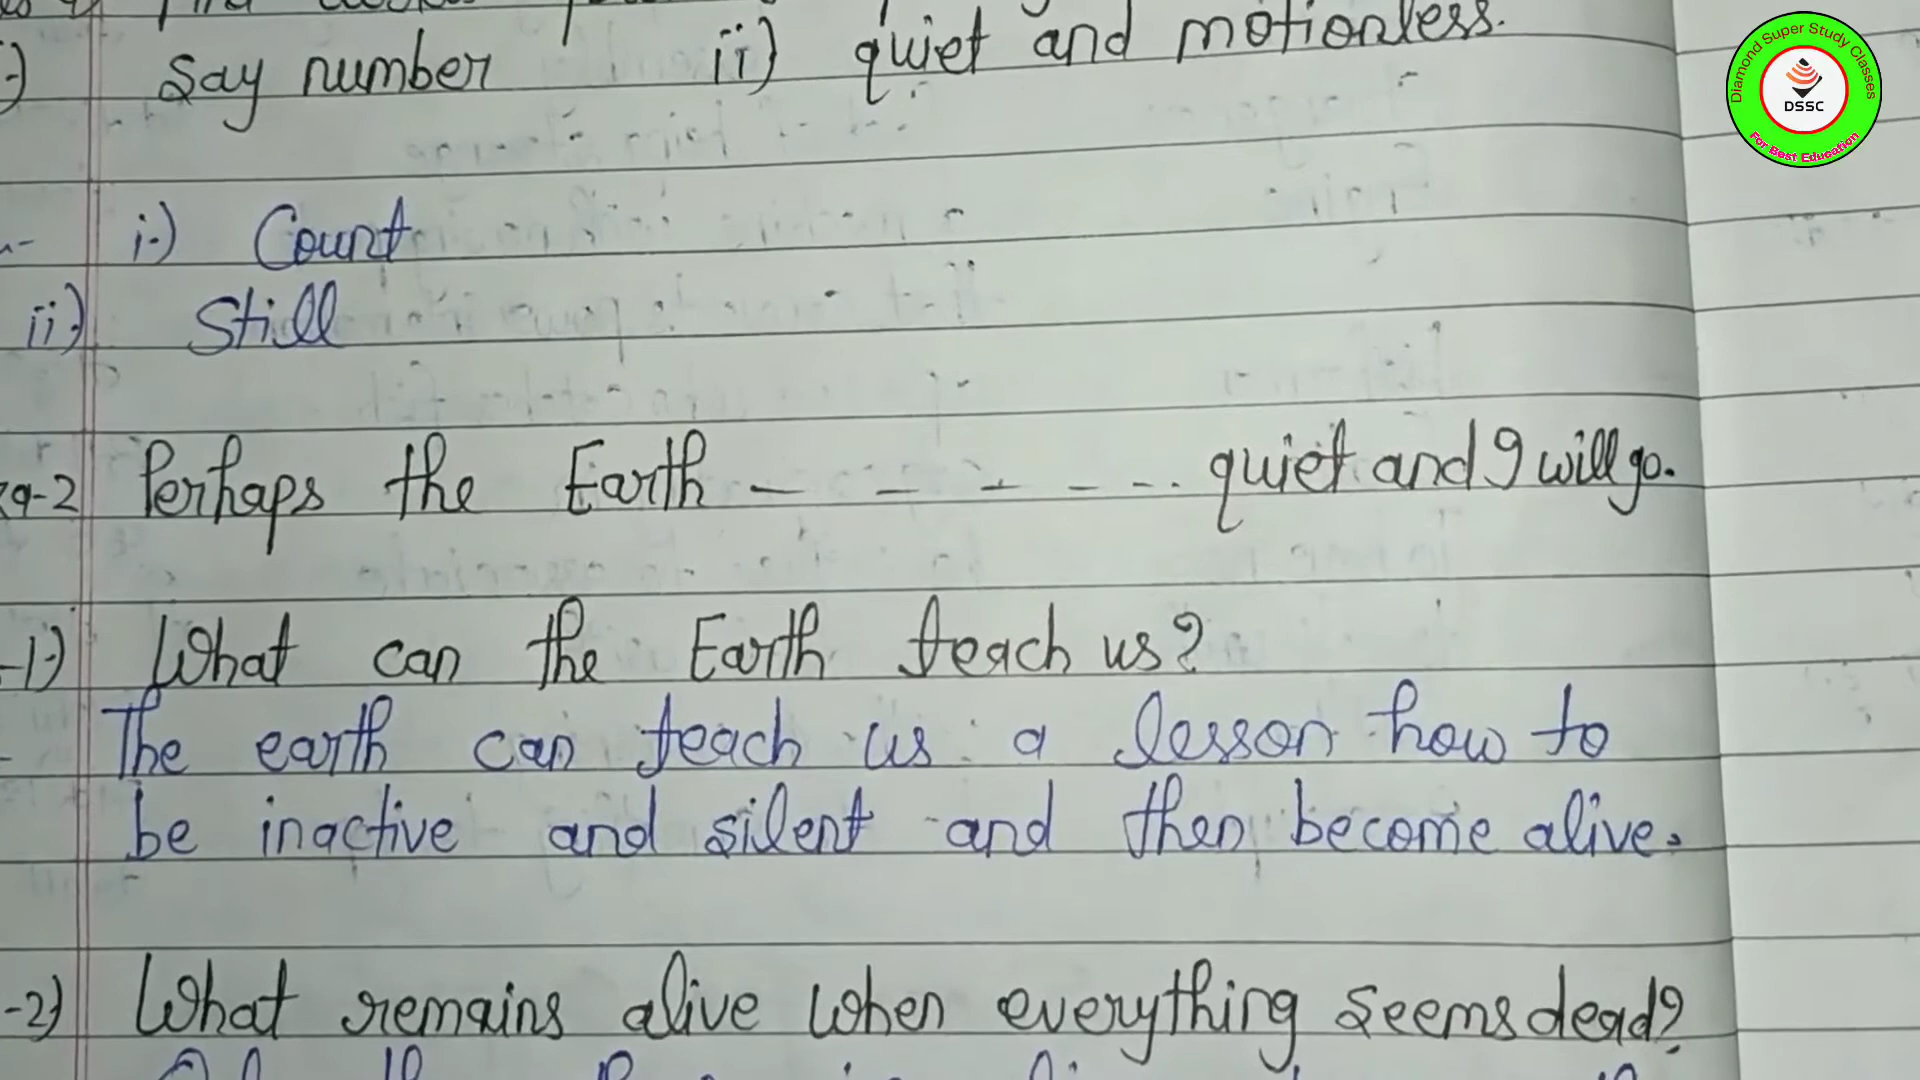 Say number ii) quiet and motionless.
i-) Count
ii) Still
Perhaps the Earth — — — - -.. quiet and I will go.
1-) What can the Earth teach us?
The earth can teach us a lesson how to
be inactive and silent and then become alive.
-2) What remains alive when everything seems dead?
Diamond Super Study Classes
DSSC
For Best Education